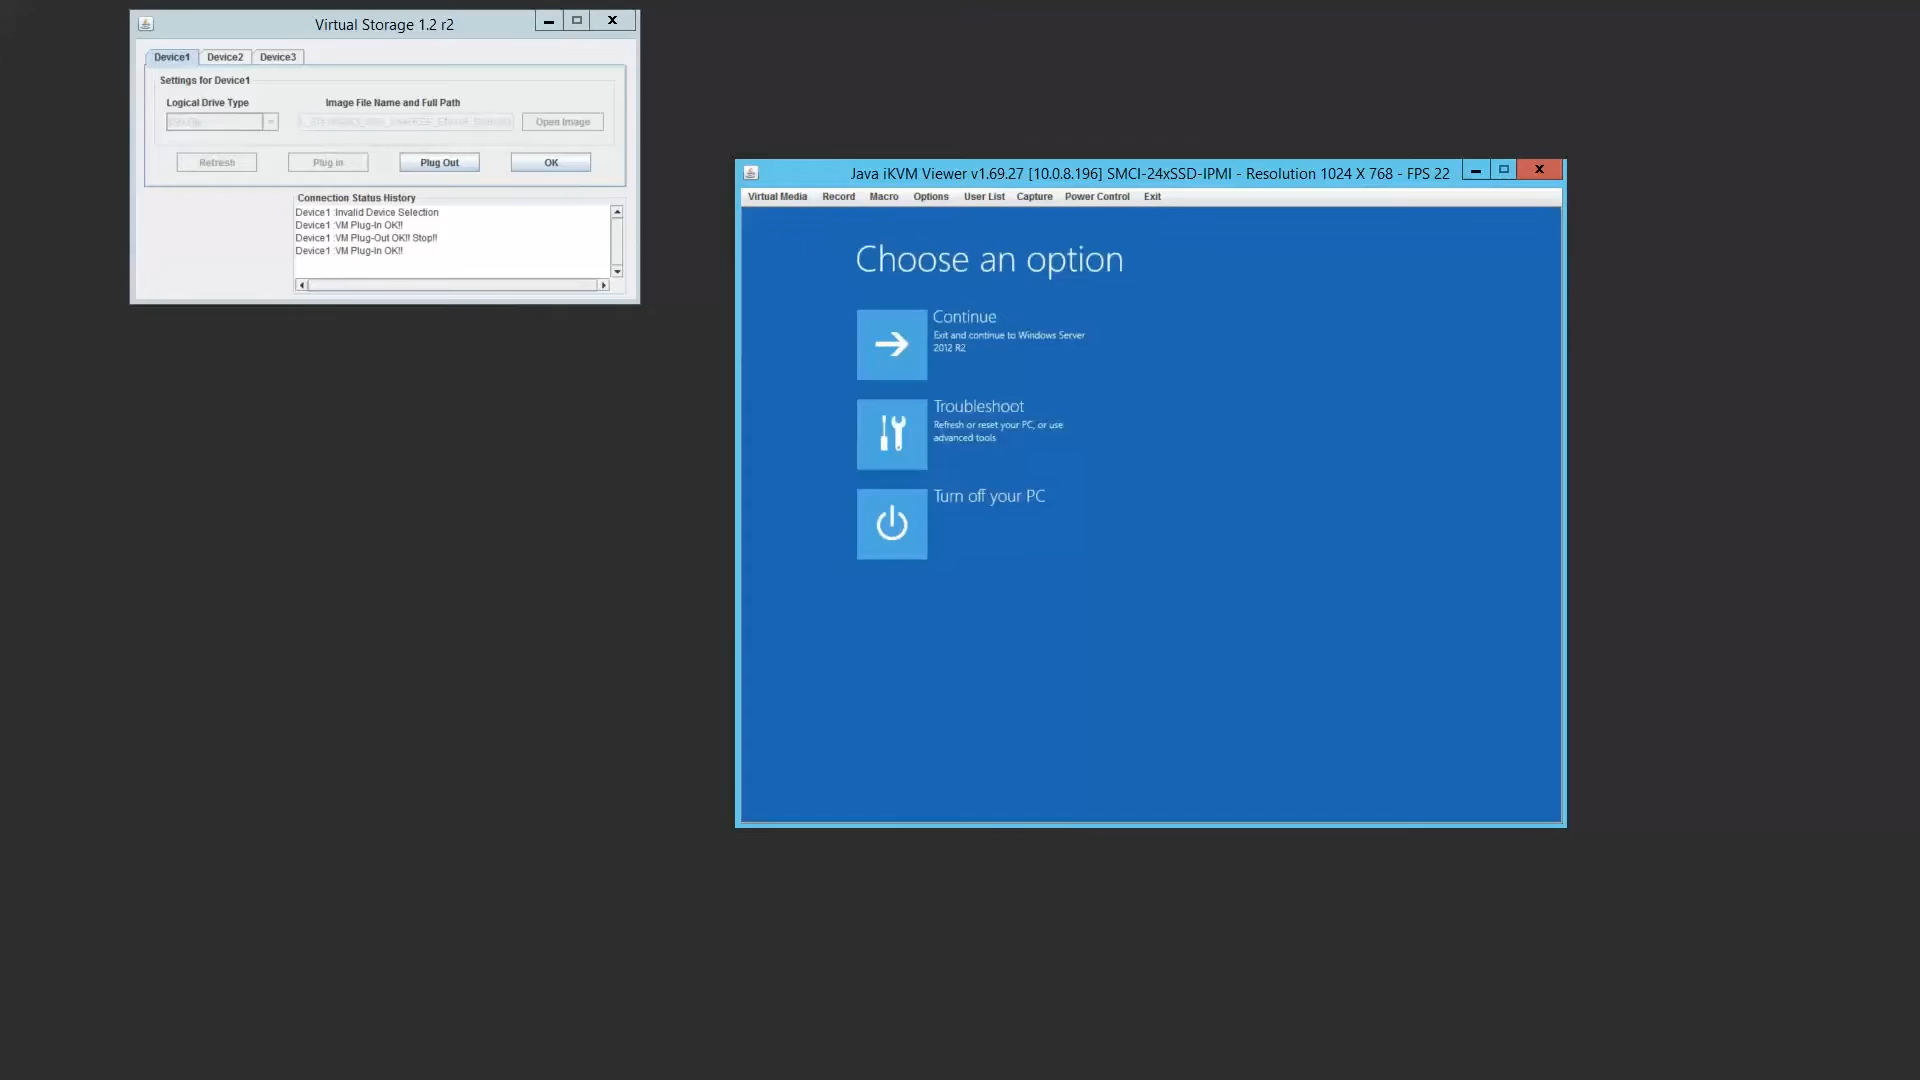 Virtual Storage 1.2 r2
Device1 Device2 Device3
Settings for Device1
Logical Drive Type Image File Name and Full Path
Open Image
Refresh Plug in Plug Out OK
Connection Status History
Device1 :Invalid Device Selection
Device1 :VM Plug-In OK!!
Device1 :VM Plug-Out OK!! Stop!!
Device1 :VM Plug-In OK!!
Java iKVM Viewer v1.69.27 [10.0.8.196] SMCI-24xSSD-IPMI - Resolution 1024 X 768 - FPS 22
Virtual Media Record Macro Options User List Capture Power Control Exit
Choose an option
Continue
Exit and continue to Windows Server
2012 R2
Troubleshoot
Refresh or reset your PC, or use
advanced tools
Turn off your PC